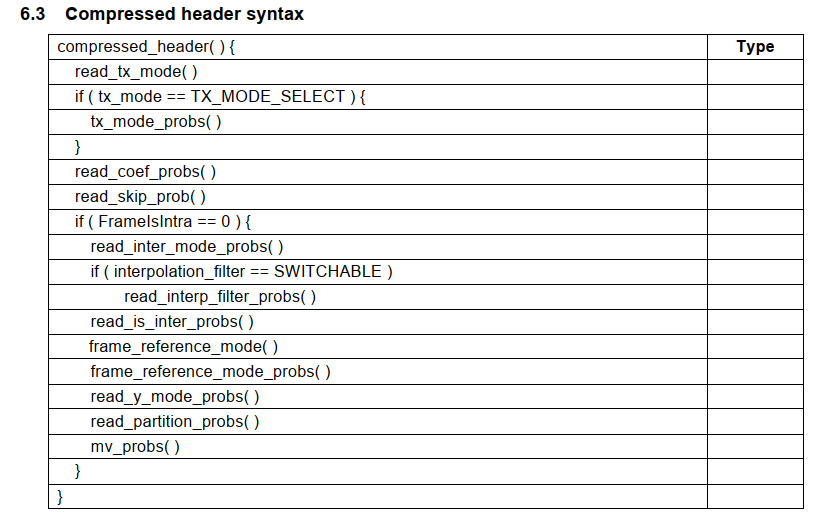 6.3 Compressed header syntax
compressed_header( ) { Type
read_tx_mode( )
if ( tx_mode == TX_MODE_SELECT ) {
tx_mode_probs( )
}
read_coef_probs( )
read_skip_prob( )
if ( FrameIsIntra == 0 ) {
read_inter_mode_probs( )
if ( interpolation_filter == SWITCHABLE )
read_interp_filter_probs( )
read_is_inter_probs( )
frame_reference_mode( )
frame_reference_mode_probs( )
read_y_mode_probs( )
read_partition_probs( )
mv_probs( )
}
}